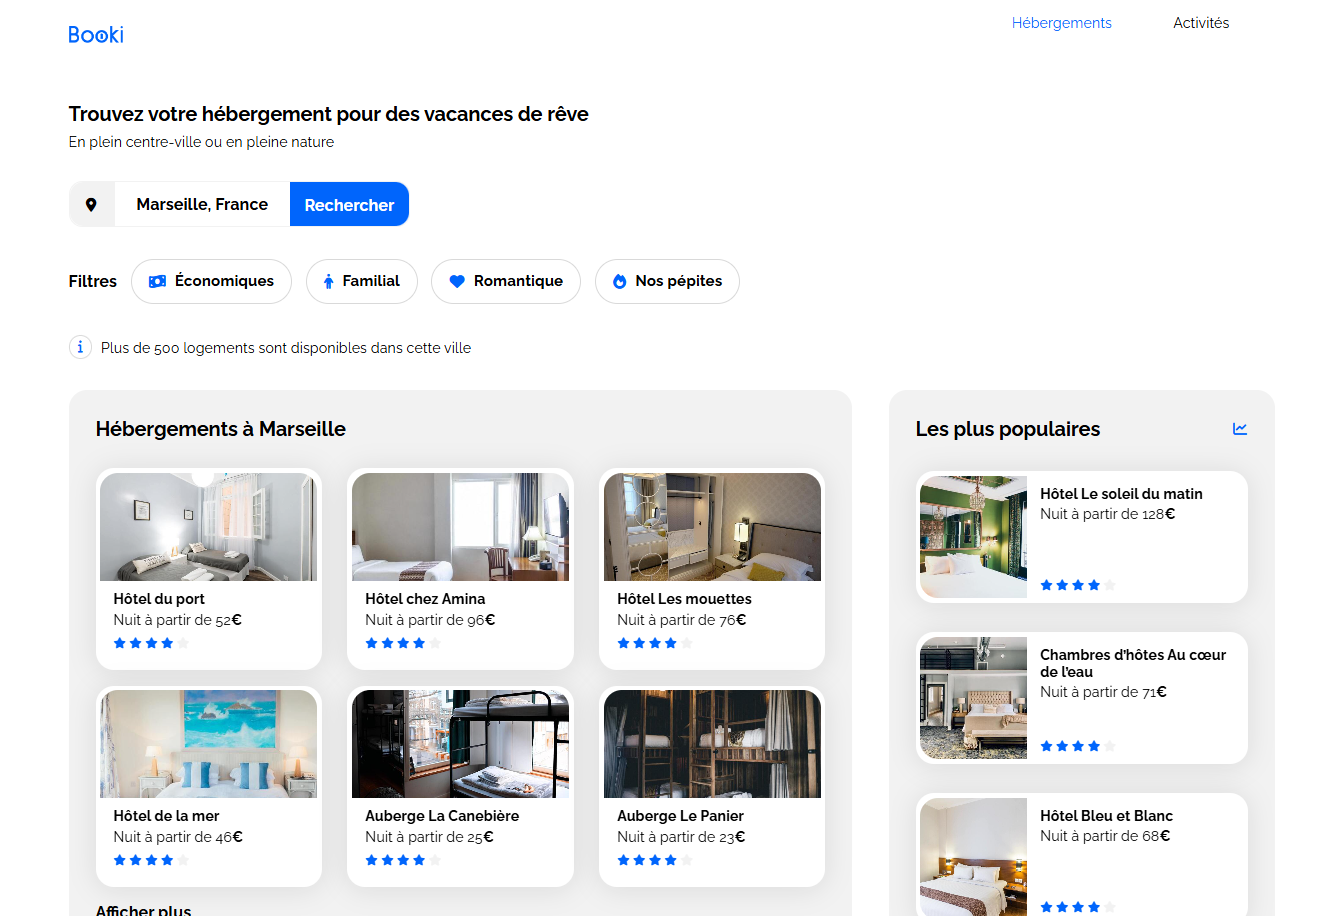 Booki
Hébergements
Activités
Trouvez votre hébergement pour des vacances de rêve
En plein centre-ville ou en pleine nature
Marseille, France
Rechercher
Filtres
Économiques
Familial
Romantique
Nos pépites
Plus de 500 logements sont disponibles dans cette ville
Hébergements à Marseille
Hôtel du port
Nuit à partir de 52€
Hôtel chez Amina
Nuit à partir de 96€
Hôtel Les mouettes
Nuit à partir de 76€
Hôtel de la mer
Nuit à partir de 46€
Auberge La Canebière
Nuit à partir de 25€
Auberge Le Panier
Nuit à partir de 23€
Afficher plus
Les plus populaires
Hôtel Le soleil du matin
Nuit à partir de 128€
Chambres d'hôtes Au cœur
de l'eau
Nuit à partir de 71€
Hôtel Bleu et Blanc
Nuit à partir de 68€